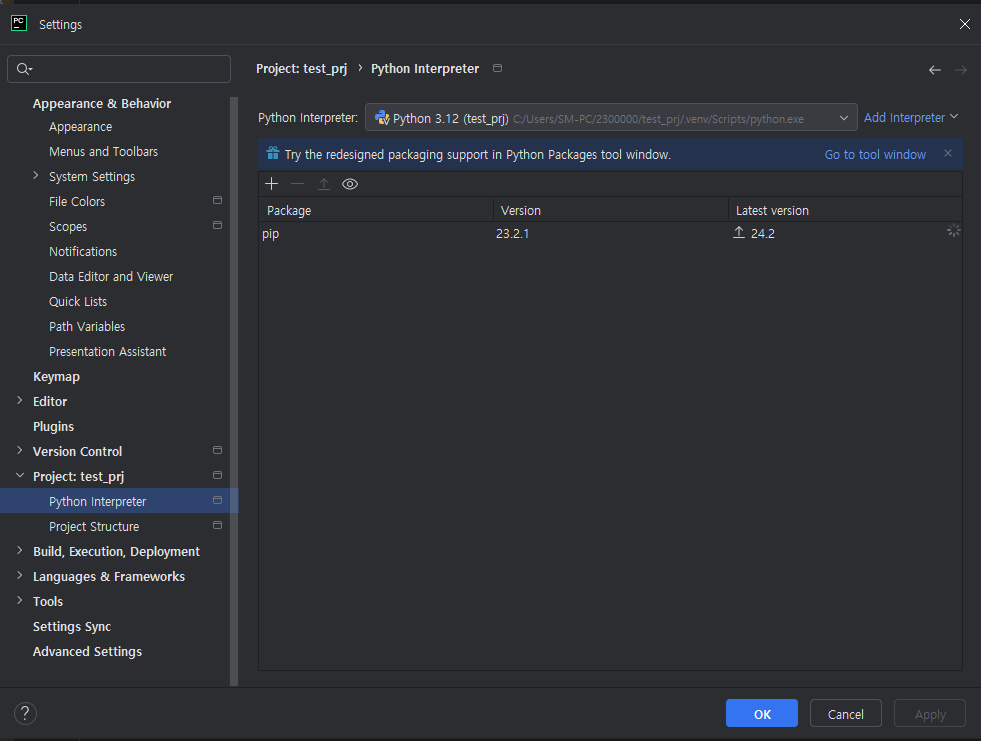 PC
Settings
Project: test_prj › Python Interpreter
Appearance & Behavior
Appearance
Menus and Toolbars
System Settings
File Colors
Scopes
Notifications
Data Editor and Viewer
Quick Lists
Path Variables
Presentation Assistant
Keymap
Editor
Plugins
Version Control
Project: test_prj
Python Interpreter
Project Structure
Build, Execution, Deployment
Languages & Frameworks
Tools
Settings Sync
Advanced Settings
Python Interpreter: Python 3.12 (test_prj) C:/Users/SM-PC/2300000/test_prj/.venv/Scripts/python.exe Add Interpreter
Try the redesigned packaging support in Python Packages tool window. Go to tool window
Package Version Latest version
pip 23.2.1 24.2
? OK Cancel Apply